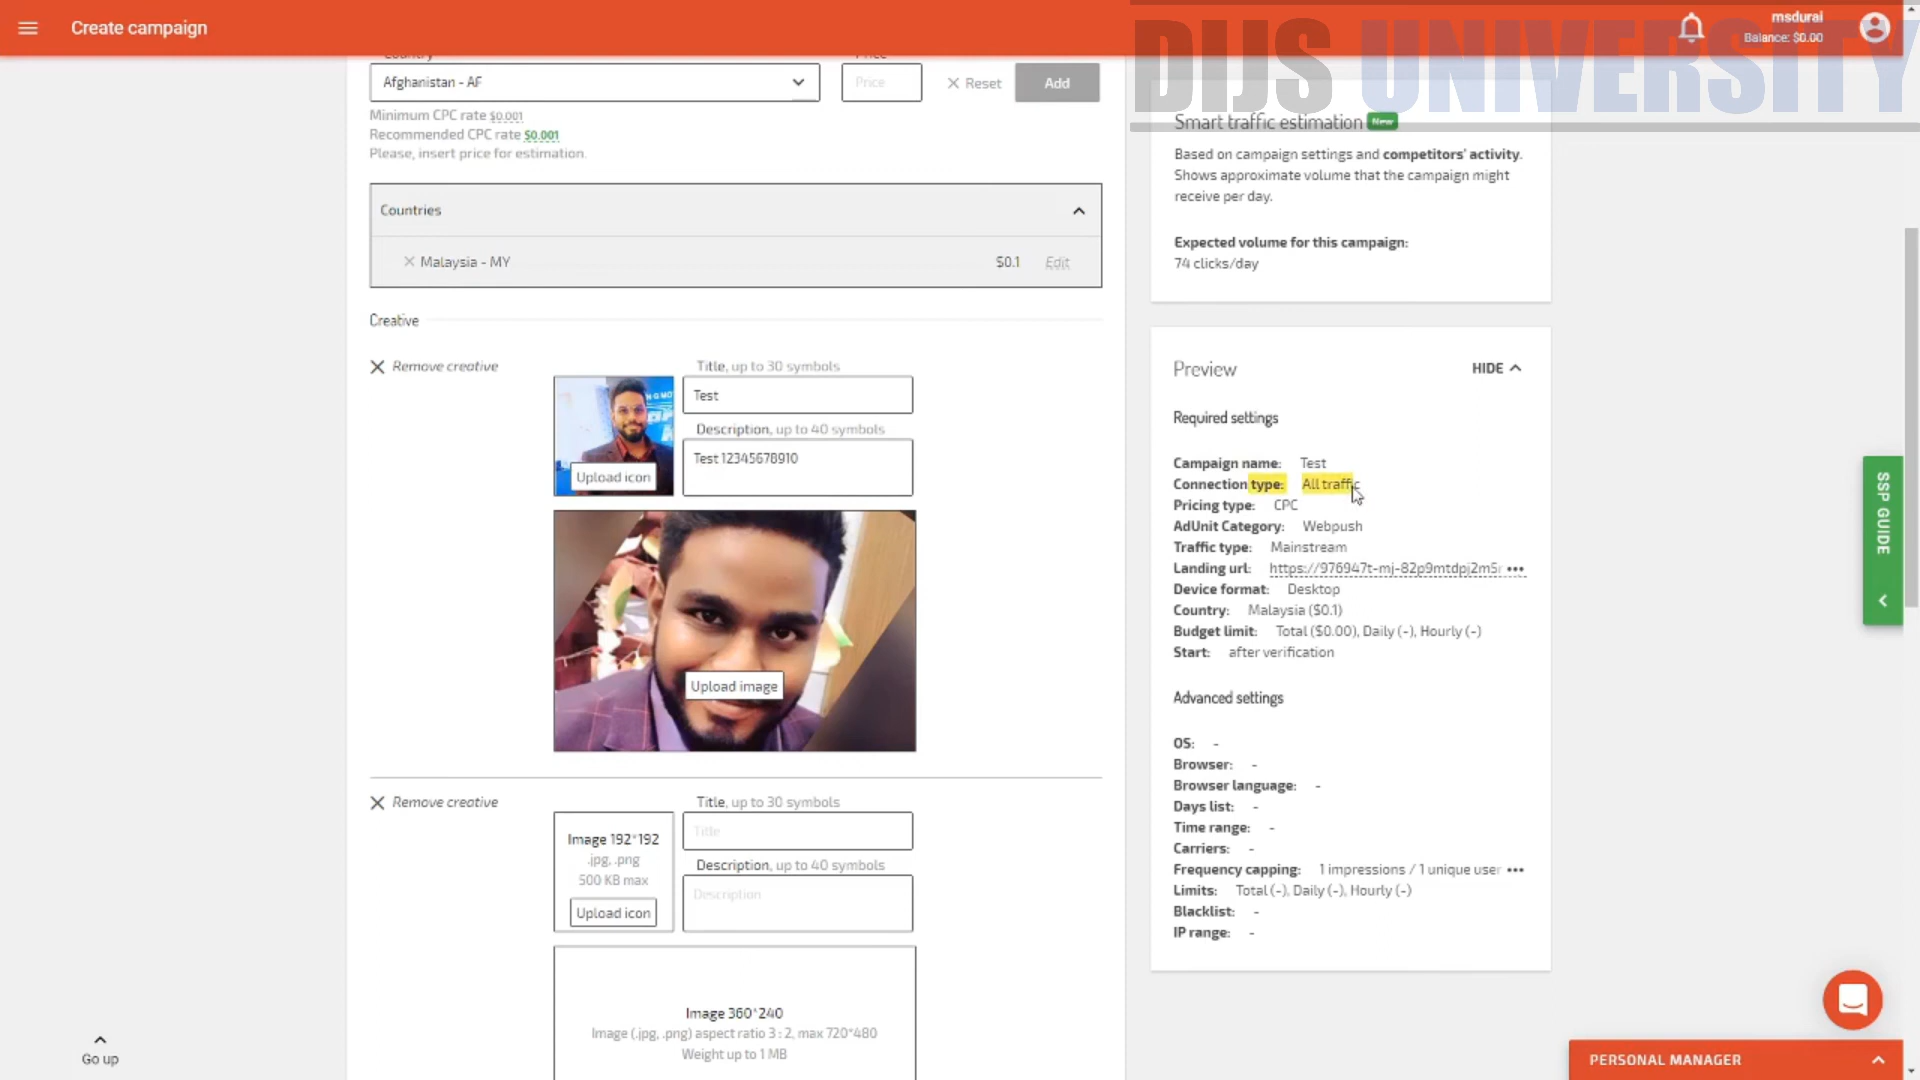 Create campaign
msdurai
Balance: $0.00
DIJS UNIVERSITY
Afghanistan - AF
Price
Reset
Add
Minimum CPC rate $0.001
Recommended CPC rate $0.001
Please, insert price for estimation.
Countries
Malaysia - MY
$0.1
Edit
Creative
Remove creative
Title, up to 30 symbols
Test
Description, up to 40 symbols
Test 12345678910
Upload icon
Upload image
Remove creative
Title, up to 30 symbols
Title
Image 192*192
.jpg, .png
500 KB max
Upload icon
Description, up to 40 symbols
Description
Image 360*240
Image (.jpg, .png) aspect ratio 3 : 2, max 720*480
Weight up to 1 MB
Go up
Smart traffic estimation New
Based on campaign settings and competitors' activity.
Shows approximate volume that the campaign might
receive per day.
Expected volume for this campaign:
74 clicks/day
Preview
HIDE
Required settings
Campaign name: Test
Connection type: All traffic
Pricing type: CPC
AdUnit Category: Webpush
Traffic type: Mainstream
Landing url: https://976947t-mj-82p9mtdpj2m5r •••
Device format: Desktop
Country: Malaysia ($0.1)
Budget limit: Total ($0.00), Daily (-), Hourly (-)
Start: after verification
Advanced settings
OS: -
Browser: -
Browser language: -
Days list: -
Time range: -
Carriers: -
Frequency capping: 1 impressions / 1 unique user •••
Limits: Total (-), Daily (-), Hourly (-)
Blacklist: -
IP range: -
SSP GUIDE
PERSONAL MANAGER